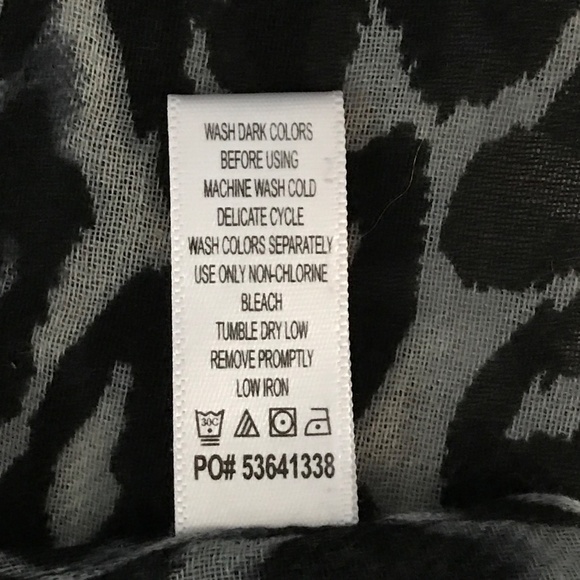 WASH DARK COLORS
BEFORE USING
MACHINE WASH COLD
DELICATE CYCLE
WASH COLORS SEPARATELY
USE ONLY NON-CHLORINE
BLEACH
TUMBLE DRY LOW
REMOVE PROMPTLY
LOW IRON
30C
PO# 53641338